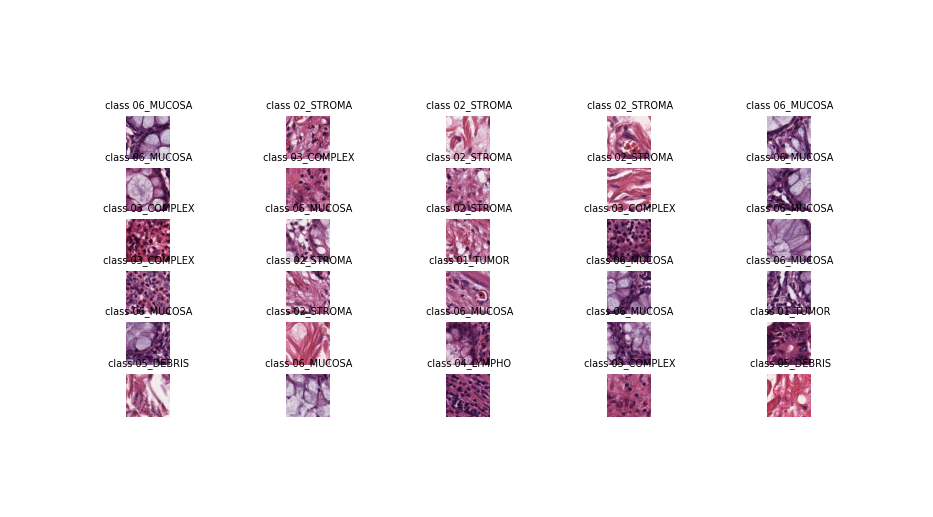 class 06_MUCOSA class 02_STROMA class 02_STROMA class 02_STROMA class 06_MUCOSA
class 06_MUCOSA class 03_COMPLEX class 02_STROMA class 02_STROMA class 06_MUCOSA
class 03_COMPLEX class 06_MUCOSA class 02_STROMA class 03_COMPLEX class 06_MUCOSA
class 03_COMPLEX class 02_STROMA class 01_TUMOR class 06_MUCOSA class 06_MUCOSA
class 06_MUCOSA class 02_STROMA class 06_MUCOSA class 06_MUCOSA class 01_TUMOR
class 05_DEBRIS class 06_MUCOSA class 04_LYMPHO class 03_COMPLEX class 05_DEBRIS